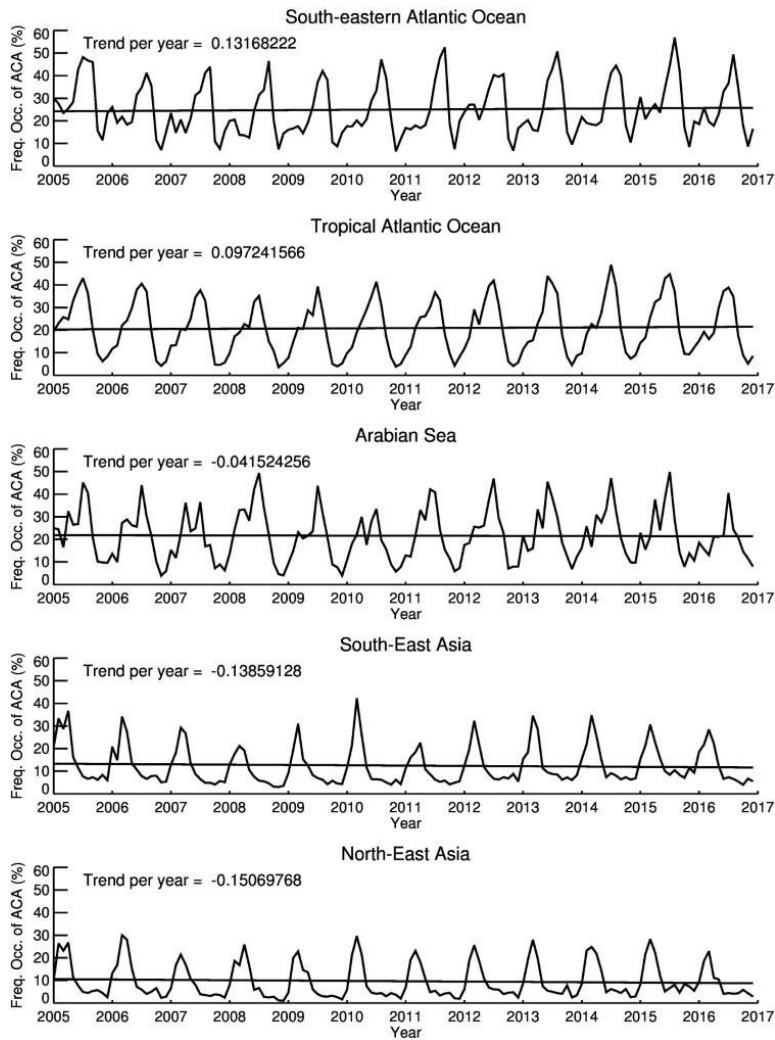 South-eastern Atlantic Ocean
Freq. Occ. of ACA (%)
60
50
40
30
20
10
0
Trend per year = 0.13168222
2005 2006 2007 2008 2009 2010 2011 2012 2013 2014 2015 2016 2017
Year
Tropical Atlantic Ocean
Freq. Occ. of ACA (%)
60
50
40
30
20
10
0
Trend per year = 0.097241566
2005 2006 2007 2008 2009 2010 2011 2012 2013 2014 2015 2016 2017
Year
Arabian Sea
Freq. Occ. of ACA (%)
60
50
40
30
20
10
0
Trend per year = -0.041524256
2005 2006 2007 2008 2009 2010 2011 2012 2013 2014 2015 2016 2017
Year
South-East Asia
Freq. Occ. of ACA (%)
60
50
40
30
20
10
0
Trend per year = -0.13859128
2005 2006 2007 2008 2009 2010 2011 2012 2013 2014 2015 2016 2017
Year
North-East Asia
Freq. Occ. of ACA (%)
60
50
40
30
20
10
0
Trend per year = -0.15069768
2005 2006 2007 2008 2009 2010 2011 2012 2013 2014 2015 2016 2017
Year